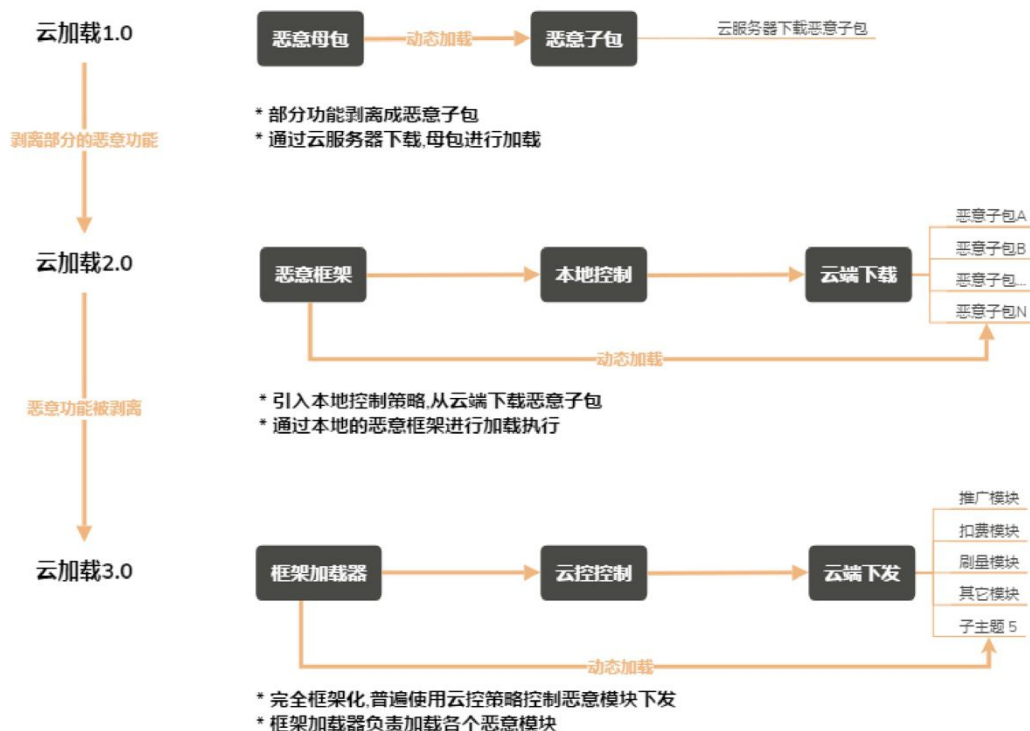 云加载1.0
恶意母包
动态加载
恶意子包
云服务器下载恶意子包
* 部分功能剥离成恶意子包
* 通过云服务器下载,母包进行加载
剥离部分的恶意功能
云加载2.0
恶意框架
本地控制
云端下载
恶意子包A
恶意子包B
恶意子包...
恶意子包N
动态加载
* 引入本地控制策略,从云端下载恶意子包
* 通过本地的恶意框架进行加载执行
恶意功能被剥离
云加载3.0
框架加载器
云控控制
云端下发
推广模块
扣费模块
刷量模块
其它模块
子主题 5
动态加载
* 完全框架化,普遍使用云控策略控制恶意模块下发
* 框架加载器负责加载各个恶意模块